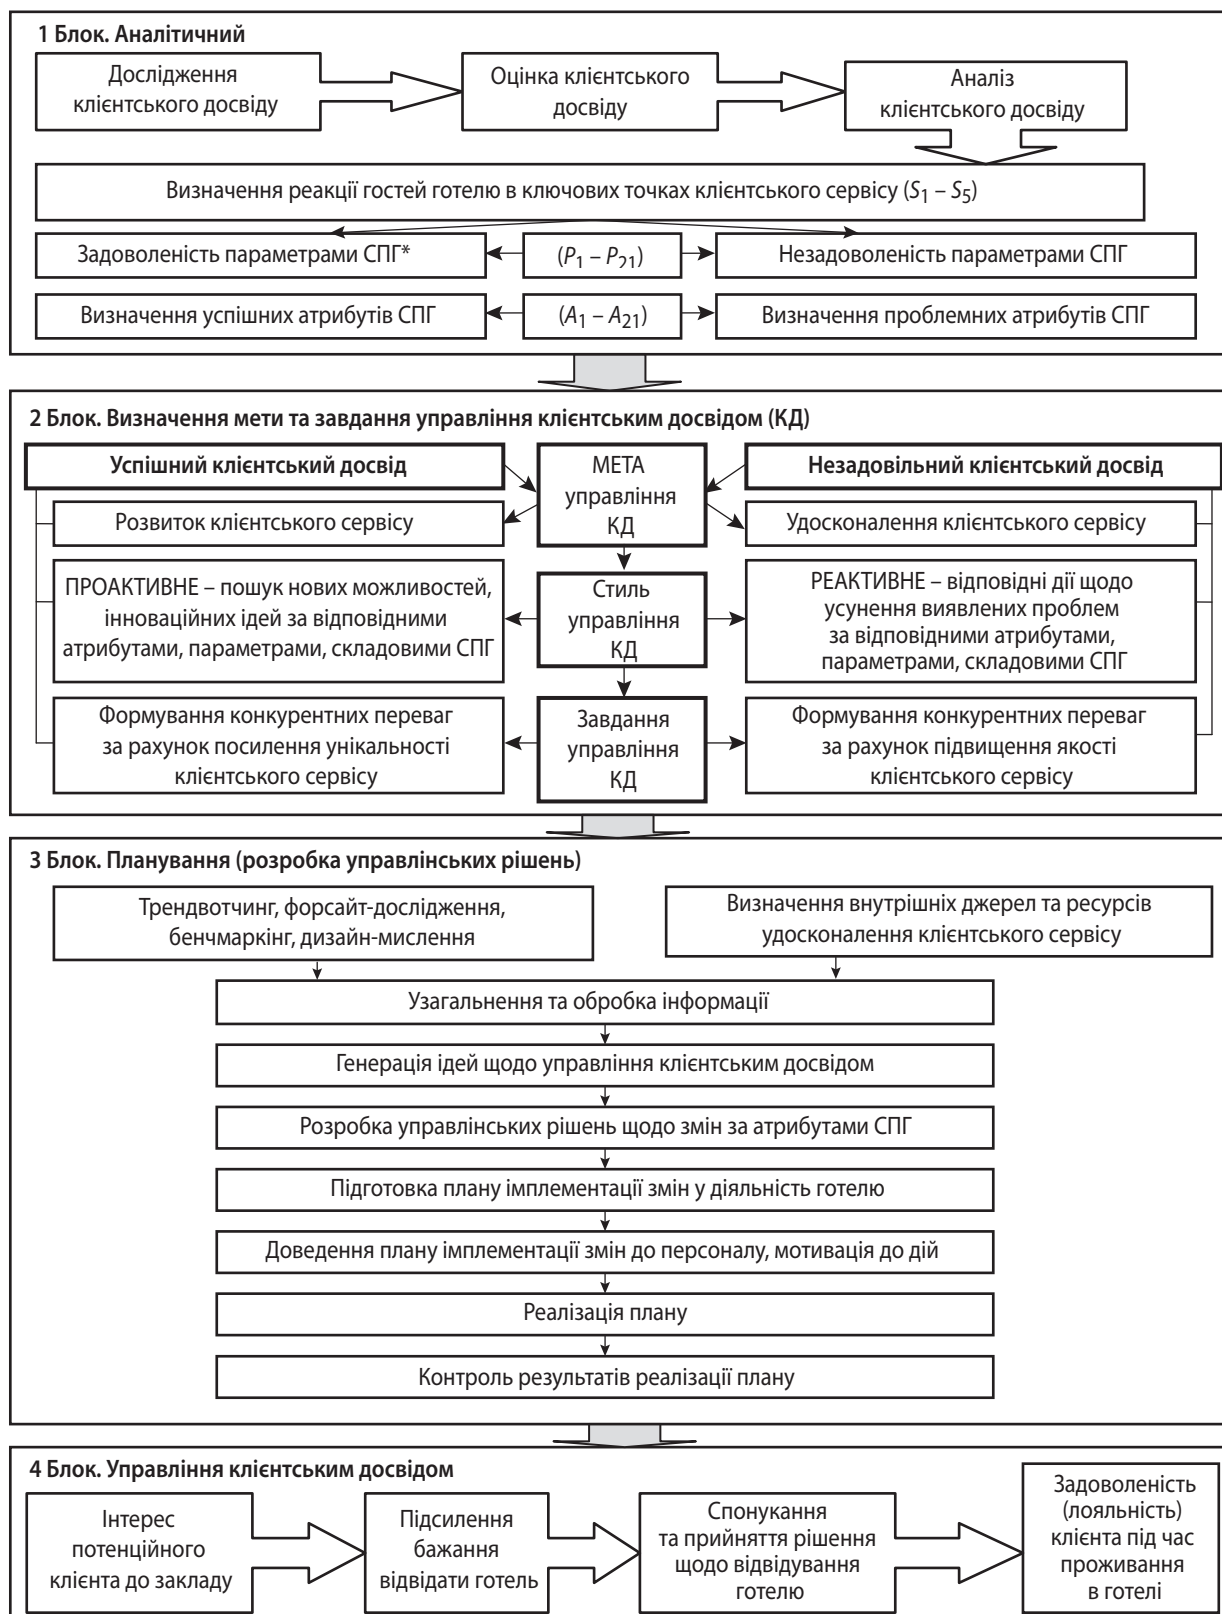 1 Блок. Аналітичний
Дослідження
клієнтського досвіду
Оцінка клієнтського
досвіду
Аналіз
клієнтського досвіду
Визначення реакції гостей готелю в ключових точках клієнтського сервісу (S1 – S5)
Задоволеність параметрами СПГ*
(P1 – P21)
Незадоволеність параметрами СПГ
Визначення успішних атрибутів СПГ
(A1 – A21)
Визначення проблемних атрибутів СПГ
2 Блок. Визначення мети та завдання управління клієнтським досвідом (КД)
Успішний клієнтський досвід
МЕТА
управління
КД
Незадовільний клієнтський досвід
Розвиток клієнтського сервісу
Удосконалення клієнтського сервісу
ПРОАКТИВНЕ – пошук нових можливостей,
інноваційних ідей за відповідними
атрибутами, параметрами, складовими СПГ
Стиль
управління
КД
РЕАКТИВНЕ – відповідні дії щодо
усунення виявлених проблем
за відповідними атрибутами,
параметрами, складовими СПГ
Формування конкурентних переваг
за рахунок посилення унікальності
клієнтського сервісу
Завдання
управління
КД
Формування конкурентних переваг
за рахунок підвищення якості
клієнтського сервісу
3 Блок. Планування (розробка управлінських рішень)
Трендвотчинг, форсайт-дослідження,
бенчмаркінг, дизайн-мислення
Визначення внутрішніх джерел та ресурсів
удосконалення клієнтського сервісу
Узагальнення та обробка інформації
Генерація ідей щодо управління клієнтським досвідом
Розробка управлінських рішень щодо змін за атрибутами СПГ
Підготовка плану імплементації змін у діяльність готелю
Доведення плану імплементації змін до персоналу, мотивація до дій
Реалізація плану
Контроль результатів реалізації плану
4 Блок. Управління клієнтським досвідом
Інтерес
потенційного
клієнта до закладу
Підсилення
бажання
відвідати готель
Спонукання
та прийняття рішення
щодо відвідування
готелю
Задоволеність
(лояльність)
клієнта під час
проживання
в готелі